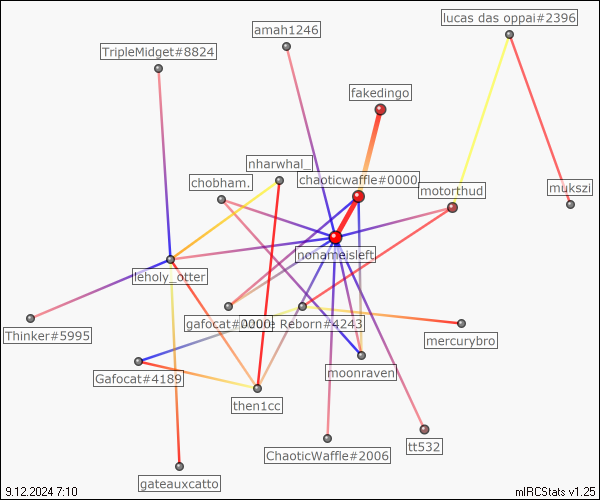 lucas das oppai#2396
amah1246
TripleMidget#8824
fakedingo
nharwhal_
chaoticwaffle#0000
chobham.
motorthud
mukszi
nonameisleft
leholy_otter
gafocat#0000
Reborn#4243
Thinker#5995
mercurybro
Gafocat#4189
moonraven
then1cc
tt532
ChaoticWaffle#2006
gateauxcatto
9.12.2024 7:10
mIRCStats v1.25